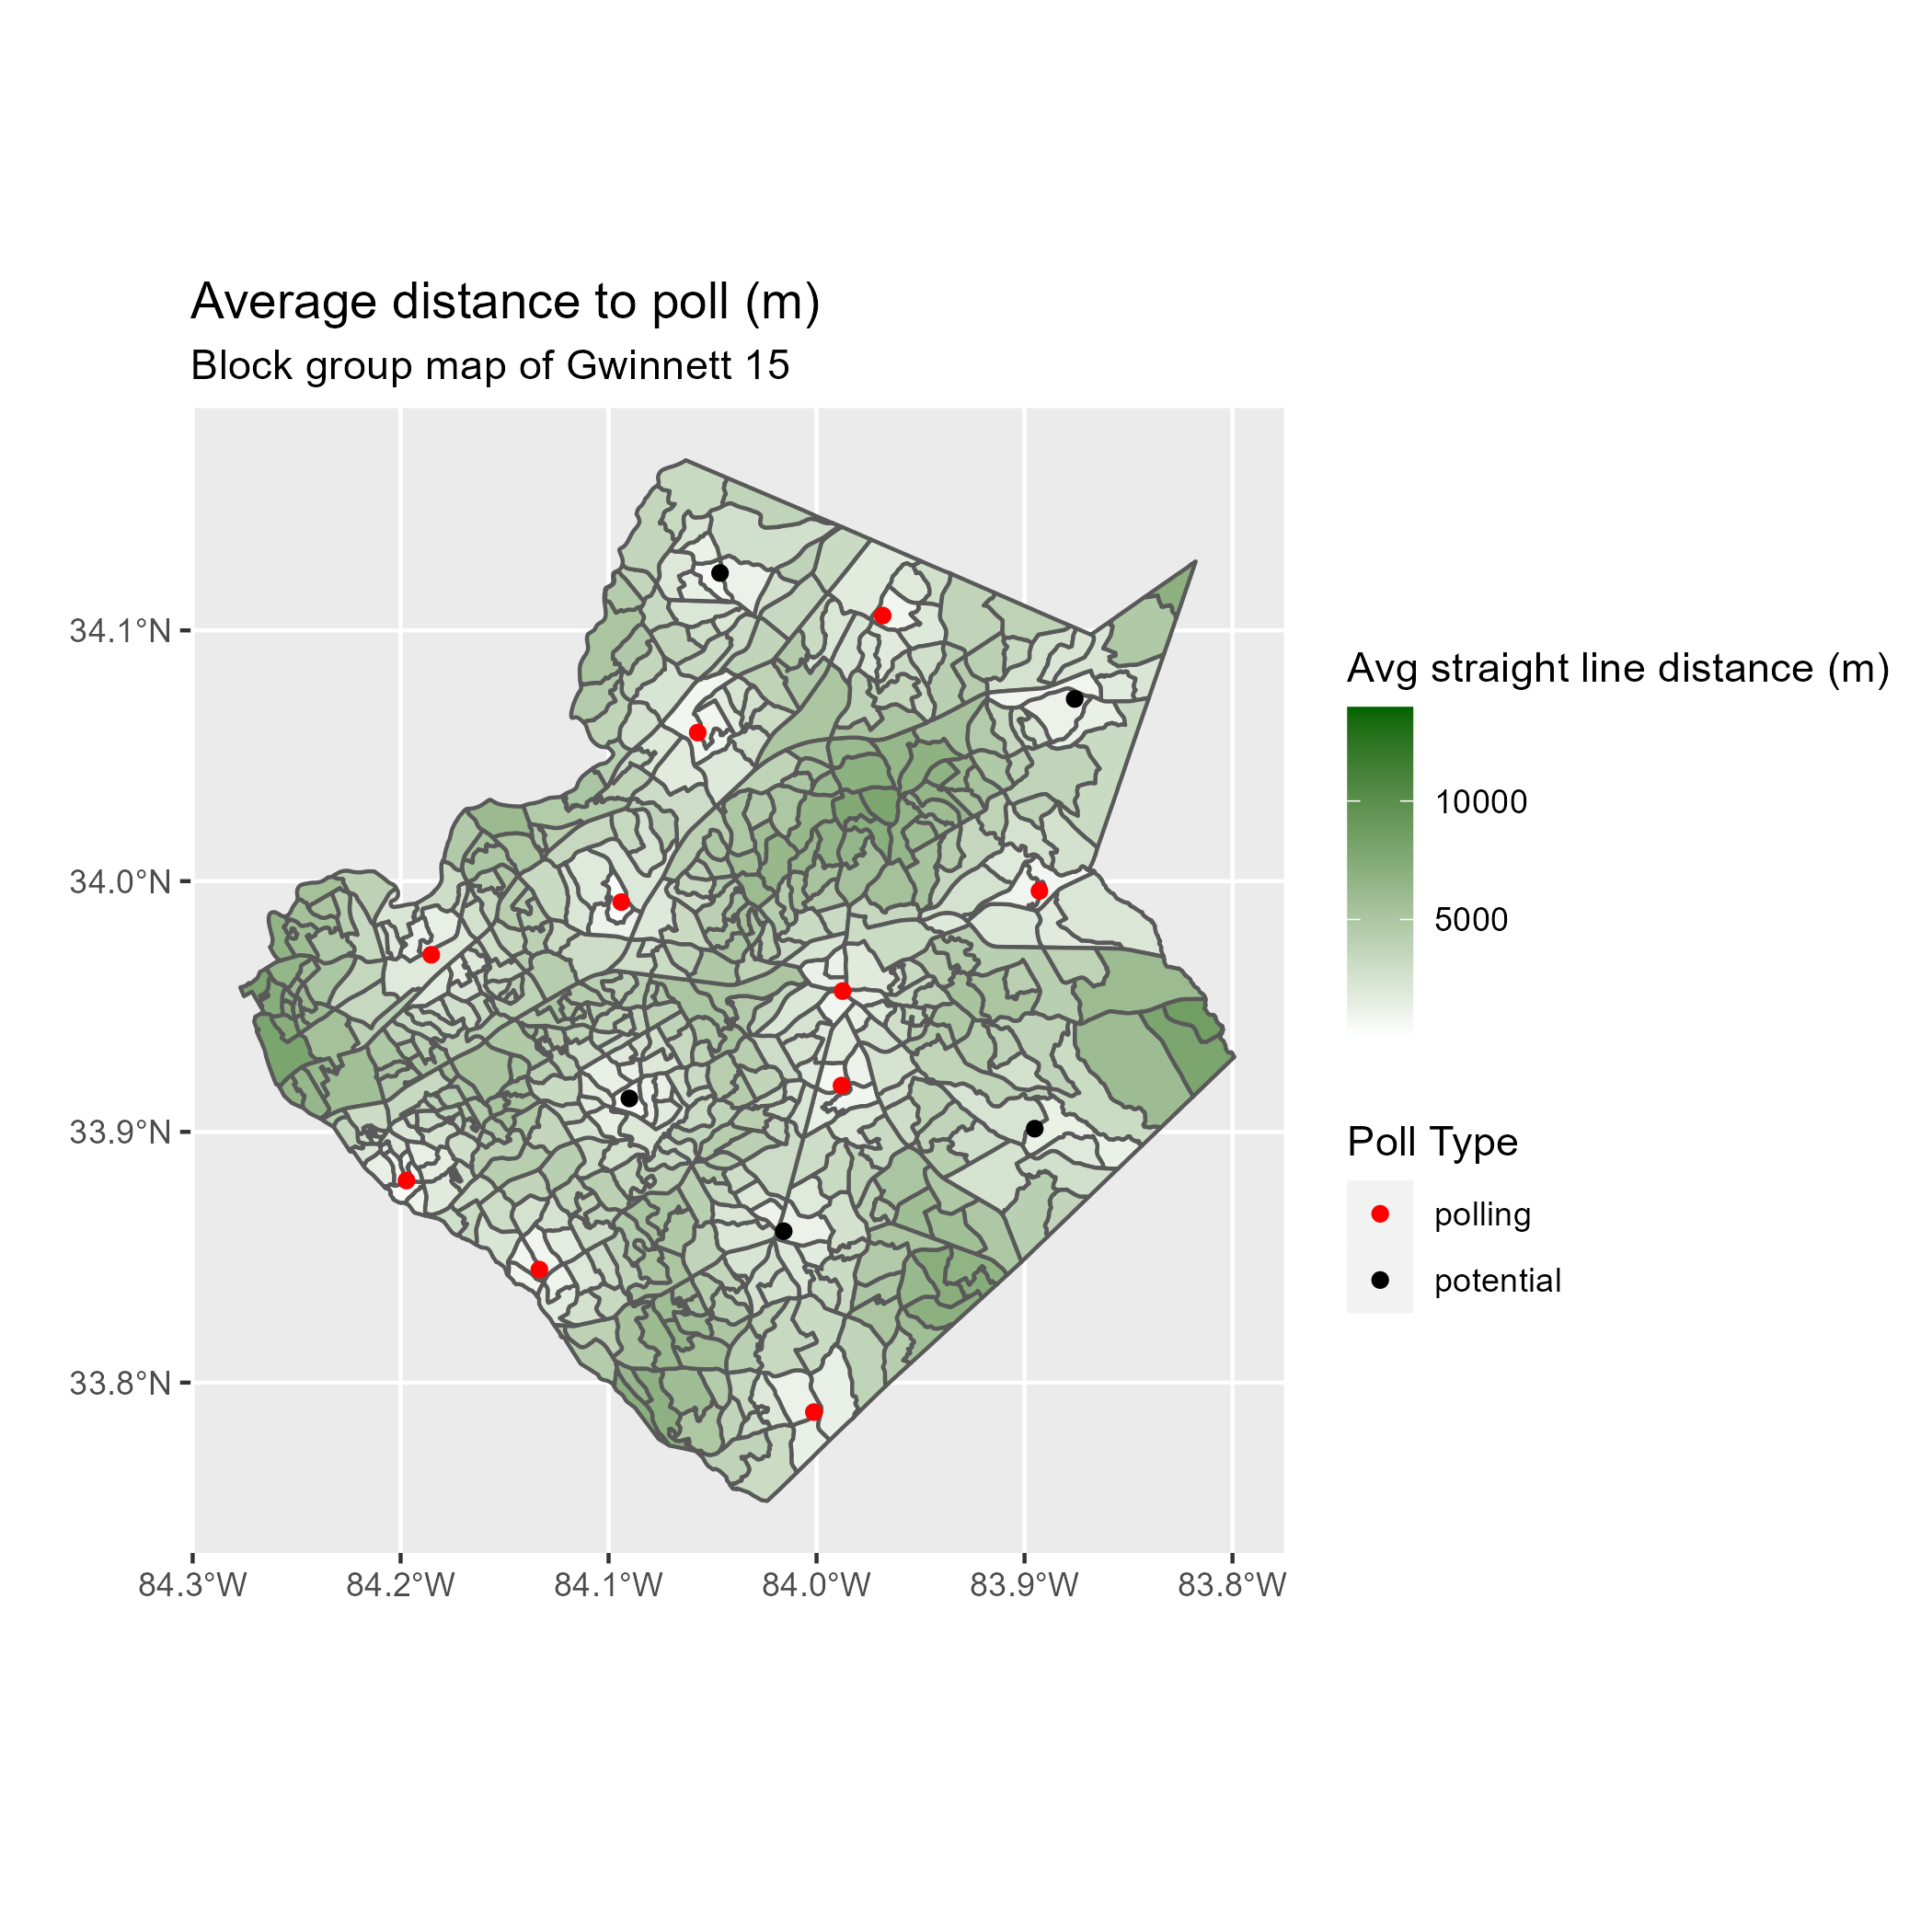 Average distance to poll (m)
Block group map of Gwinnett 15
34.1°N
34.0°N
33.9°N
33.8°N
84.3°W
84.2°W
84.1°W
84.0°W
83.9°W
83.8°W
Avg straight line distance (m)
10000
5000
Poll Type
polling
potential